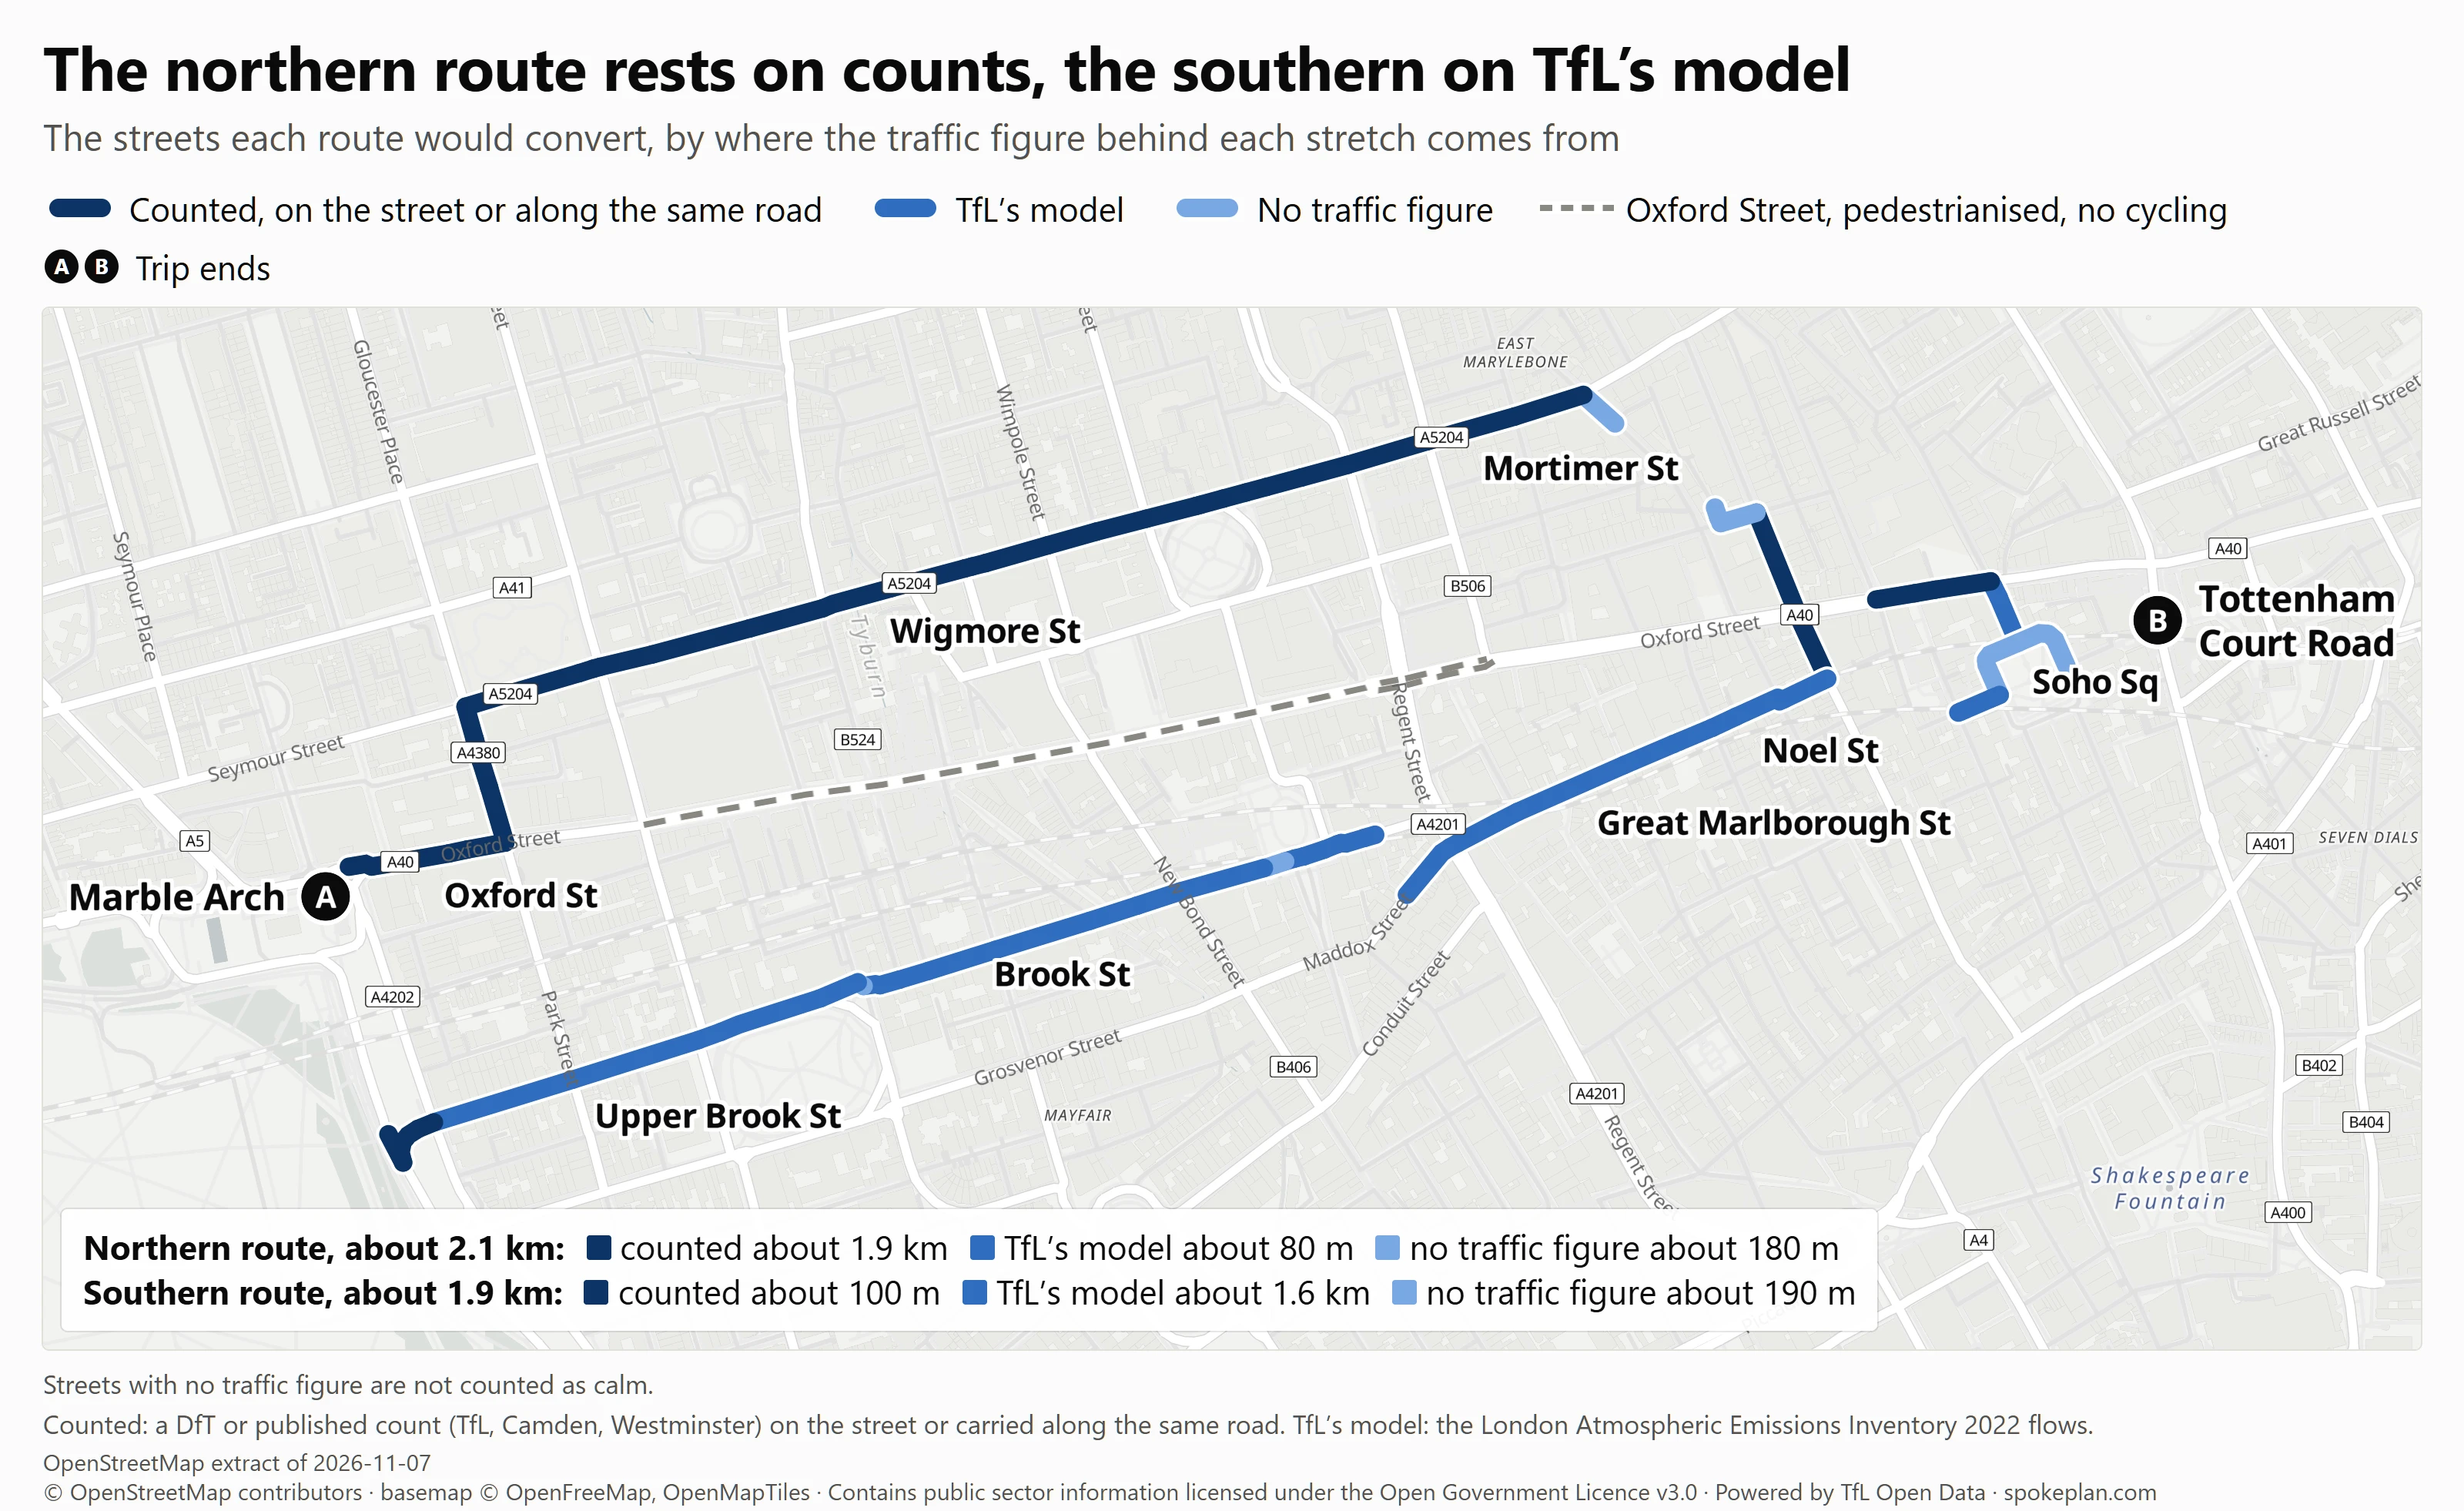 The northern route rests on counts, the southern on TfL’s model
The streets each route would convert, by where the traffic figure behind each stretch comes from
Counted, on the street or along the same road
TfL’s model
No traffic figure
Oxford Street, pedestrianised, no cycling
A B Trip ends
Gloucester Place
Wimpole Street
EAST
MARYLEBONE
Great Russell Street
A5204
Mortimer St
Seymour Place
A41
A5204
B506
A40
Wigmore St
Tyburn
Oxford Street
A40
B
Tottenham
Court Road
Soho Sq
A5204
A4380
Seymour Street
B524
Regent Street
Noel St
A5
A40
Oxford Street
A4201
Great Marlborough St
A401
SEVEN DIALS
Marble Arch
A
Oxford St
New Bond Street
Maddox Street
Conduit Street
Brook St
A4202
Park Street
Grosvenor Street
B406
A4201
B402
Upper Brook St
MAYFAIR
Regent Street
B404
Shakespeare
Fountain
A400
A4
Northern route, about 2.1 km: counted about 1.9 km TfL’s model about 80 m no traffic figure about 180 m
Southern route, about 1.9 km: counted about 100 m TfL’s model about 1.6 km no traffic figure about 190 m
Streets with no traffic figure are not counted as calm.
Counted: a DfT or published count (TfL, Camden, Westminster) on the street or carried along the same road. TfL’s model: the London Atmospheric Emissions Inventory 2022 flows.
OpenStreetMap extract of 2026-11-07
© OpenStreetMap contributors · basemap © OpenFreeMap, OpenMapTiles · Contains public sector information licensed under the Open Government Licence v3.0 · Powered by TfL Open Data · spokeplan.com